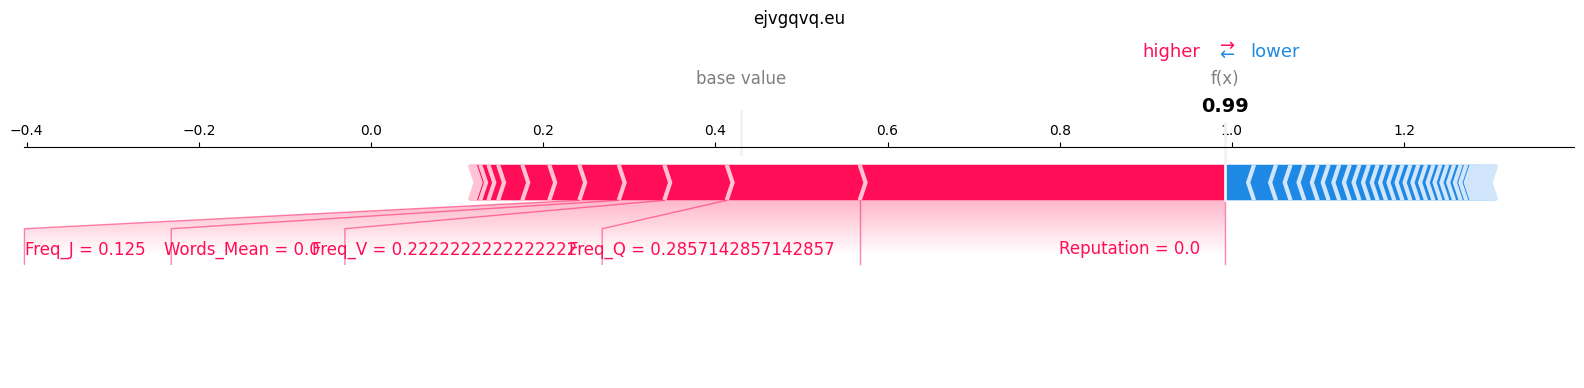 ejvgqvq.eu
higher ⇄ lower
base value f(x)
0.99
−0.4 −0.2 0.0 0.2 0.4 0.6 0.8 1.0 1.2
Freq_J = 0.125 Words_Mean = 0.0 Freq_V = 0.2222222222222222 Freq_Q = 0.2857142857142857 Reputation = 0.0